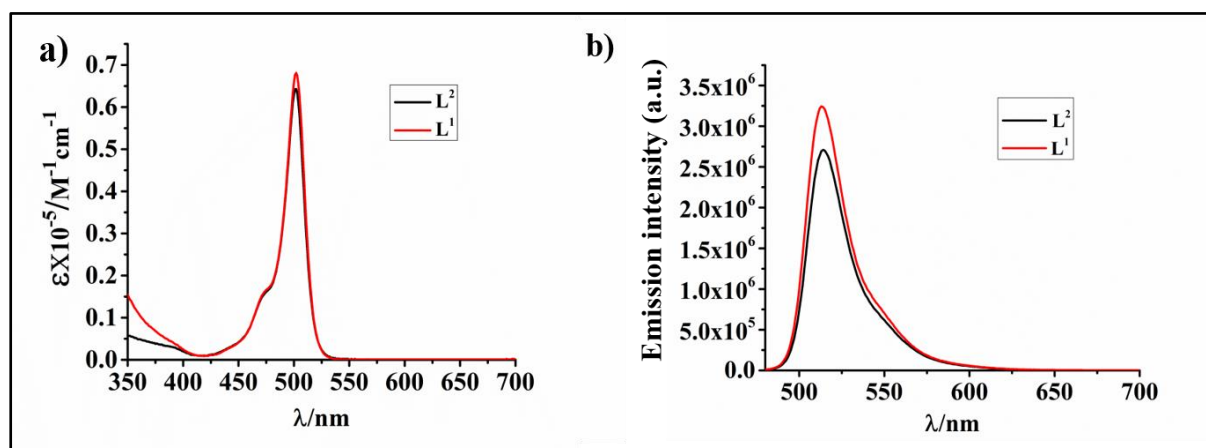 a)
εX10⁻⁵/M⁻¹cm⁻¹
0.7
0.6
0.5
0.4
0.3
0.2
0.1
0.0
350 400 450 500 550 600 650 700
λ/nm
L²
L¹
b)
Emission intensity (a.u.)
3.5x10⁶
3.0x10⁶
2.5x10⁶
2.0x10⁶
1.5x10⁶
1.0x10⁶
5.0x10⁵
0.0
500 550 600 650 700
λ/nm
L²
L¹